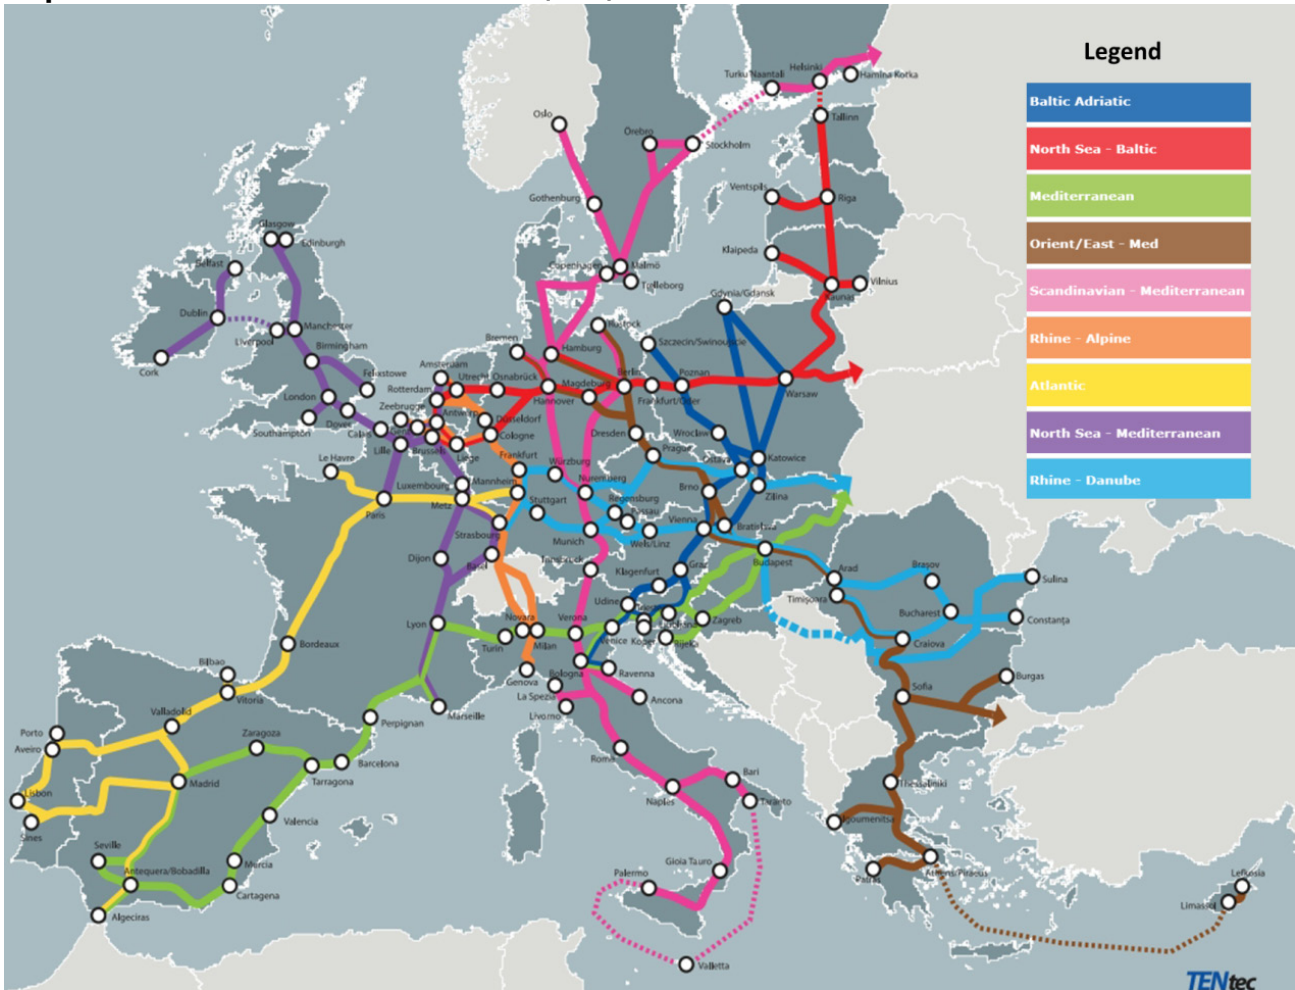 Legend
Baltic Adriatic
North Sea - Baltic
Mediterranean
Orient/East - Med
Scandinavian - Mediterranean
Rhine - Alpine
Atlantic
North Sea - Mediterranean
Rhine - Danube
Helsinki
Turku Naantali
Hamina Kotka
Oslo
Tallinn
Örebro
Stockholm
Ventspils
Riga
Gothenburg
Glasgow
Edinburgh
Klaipeda
Belfast
Copenhagen
Malmö
Trelleborg
Vilnius
Kaunas
Gdynia/Gdansk
Dublin
Manchester
Liverpool
Rostock
Szczecin/Swinoujscie
Bremen
Hamburg
Birmingham
Cork
Felixstowe
Amsterdam
Utrecht
Osnabrück
Magdeburg
Berlin
Poznan
Warsaw
Rotterdam
Hannover
Frankfurt/Oder
London
Zeebrugge
Antwerp
Düsseldorf
Southampton
Dover
Calais
Cologne
Dresden
Wroclaw
Lille
Brussels
Liege
Frankfurt
Prague
Ostava
Katowice
Le Havre
Würzburg
Luxembourg
Mannheim
Nuremberg
Brno
Zilina
Paris
Metz
Stuttgart
Regensburg
Passau
Strasbourg
Munich
Wels/Linz
Vienna
Bratislava
Dijon
Basel
Innsbruck
Klagenfurt
Graz
Budapest
Arad
Braşov
Sulina
Timişoara
Udine
Bucharest
Constanța
Lyon
Novara
Milan
Verona
Venice
Koper
Ljubljana
Zagreb
Rijeka
Turin
Craiova
Bordeaux
Bilbao
Genova
Bologna
Ravenna
La Spezia
Ancona
Livorno
Vitoria
Sofia
Burgas
Marseille
Valladolid
Perpignan
Porto
Aveiro
Zaragoza
Barcelona
Roma
Madrid
Tarragona
Bari
Thessaloniki
Lisbon
Naples
Taranto
Sines
Valencia
Igoumenitsa
Seville
Murcia
Gioia Tauro
Antequera/Bobadilla
Palermo
Patras
Athens/Piraeus
Lefkosia
Cartagena
Limassol
Algeciras
Valletta
TENtec